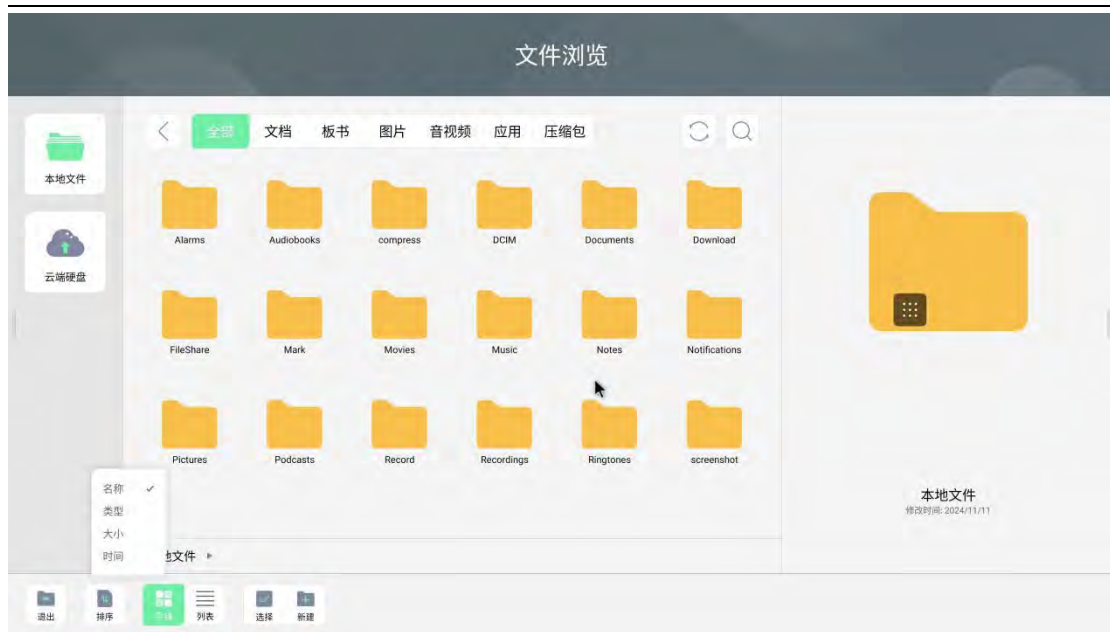 文件浏览
全部 文档 板书 图片 音视频 应用 压缩包
本地文件
云端硬盘
Alarms Audiobooks compress DCIM Documents Download
FileShare Mark Movies Music Notes Notifications
Pictures Podcasts Record Recordings Ringtones screenshot
名称
类型
大小
时间
地文件
本地文件
修改时间: 2024/11/11
退出 排序 列表 选择 新建